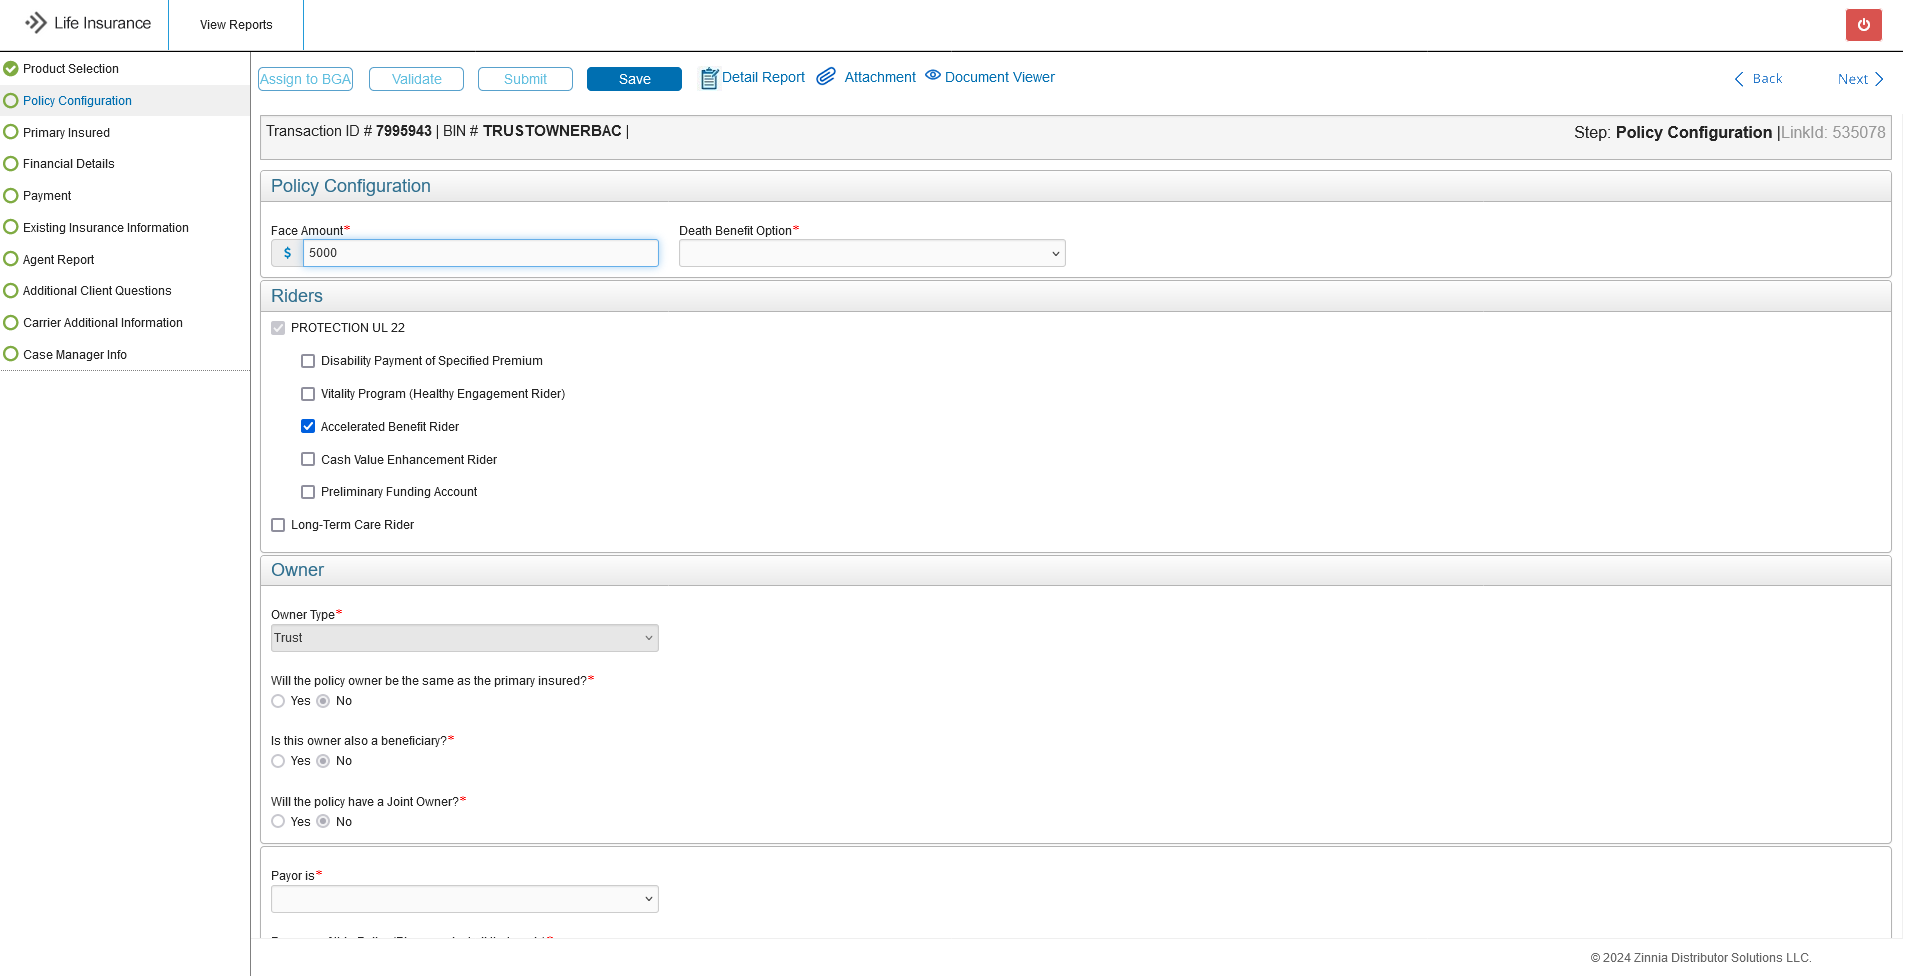 Life Insurance
View Reports
Product Selection
Policy Configuration
Primary Insured
Financial Details
Payment
Existing Insurance Information
Agent Report
Additional Client Questions
Carrier Additional Information
Case Manager Info
Assign to BGA
Validate
Submit
Save
Detail Report
Attachment
Document Viewer
Back
Next
Transaction ID # 7995943 | BIN # TRUSTOWNERBAC |
Step: Policy Configuration |LinkId: 535078
Policy Configuration
Face Amount*
Death Benefit Option*
$ 5000
Riders
PROTECTION UL 22
Disability Payment of Specified Premium
Vitality Program (Healthy Engagement Rider)
Accelerated Benefit Rider
Cash Value Enhancement Rider
Preliminary Funding Account
Long-Term Care Rider
Owner
Owner Type*
Trust
Will the policy owner be the same as the primary insured?*
Yes No
Is this owner also a beneficiary?*
Yes No
Will the policy have a Joint Owner?*
Yes No
Payor is*
© 2024 Zinnia Distributor Solutions LLC.